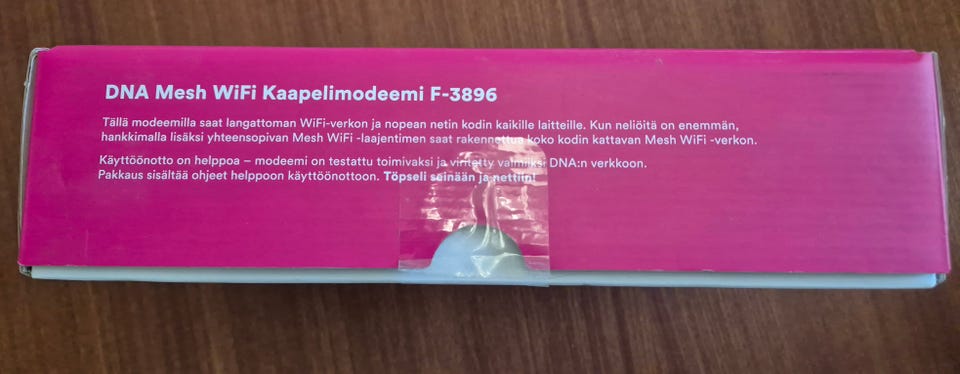 DNA Mesh WiFi Kaapelimodeemi F-3896
Tällä modeemilla saat langattoman WiFi-verkon ja nopean netin kodin kaikille laitteille. Kun neliöitä on enemmän,
hankkimalla lisäksi yhteensopivan Mesh WiFi -laajentimen saat rakennettua koko kodin kattavan Mesh WiFi -verkon.
Käyttöönotto on helppoa – modeemi on testattu toimivaksi ja viritetty valmiiksi DNA:n verkkoon.
Pakkaus sisältää ohjeet helppoon käyttöönottoon. Töpseli seinään ja nettiin!